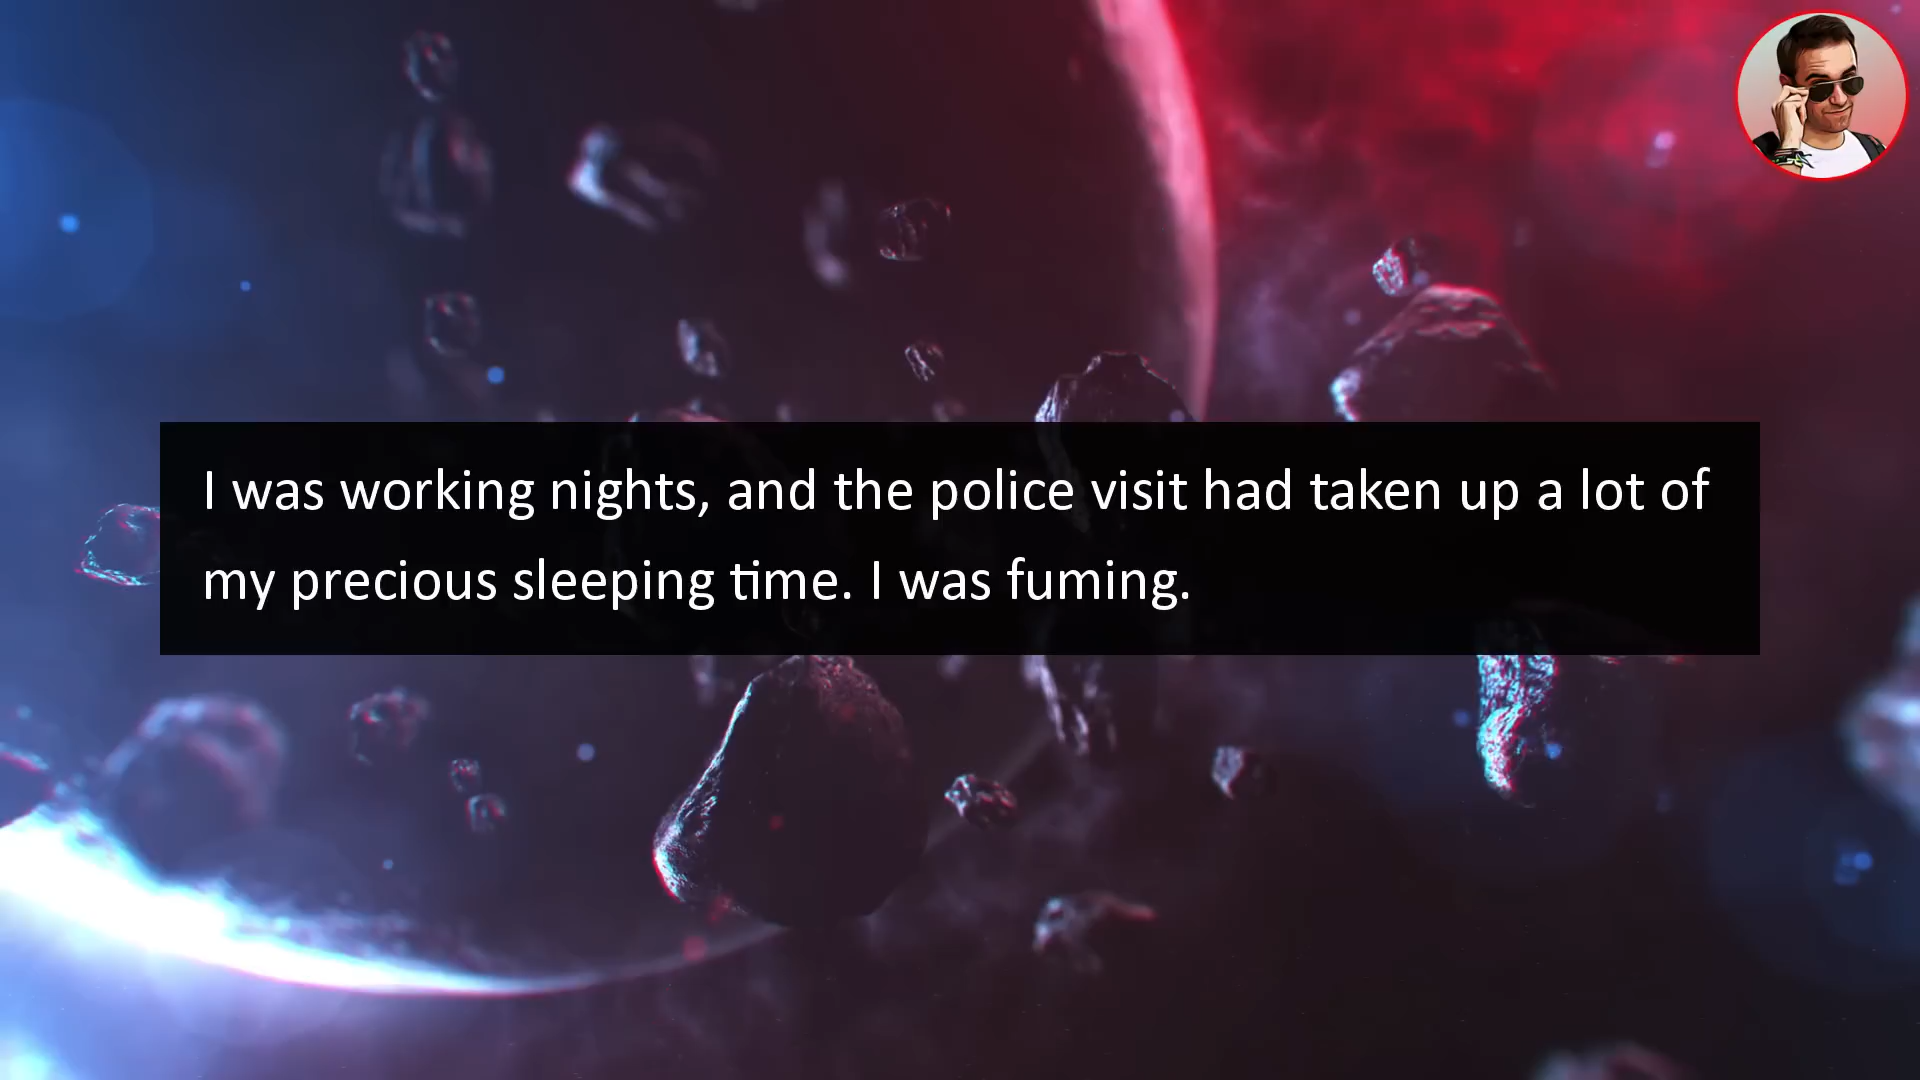 I was working nights, and the police visit had taken up a lot of
my precious sleeping time. I was fuming.